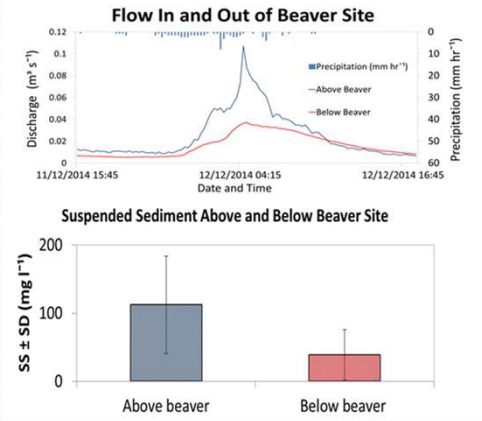 Flow In and Out of Beaver Site
0.12
0.1
0.08
0.06
0.04
0.02
0
Discharge (m³ s⁻¹)
0
10
20
30
40
50
60
Precipitation (mm hr⁻¹)
Precipitation (mm hr⁻¹)
Above Beaver
Below Beaver
11/12/2014 15:45
12/12/2014 04:15
12/12/2014 16:45
Date and Time
Suspended Sediment Above and Below Beaver Site
200
100
0
SS ± SD (mg l⁻¹)
Above beaver
Below beaver